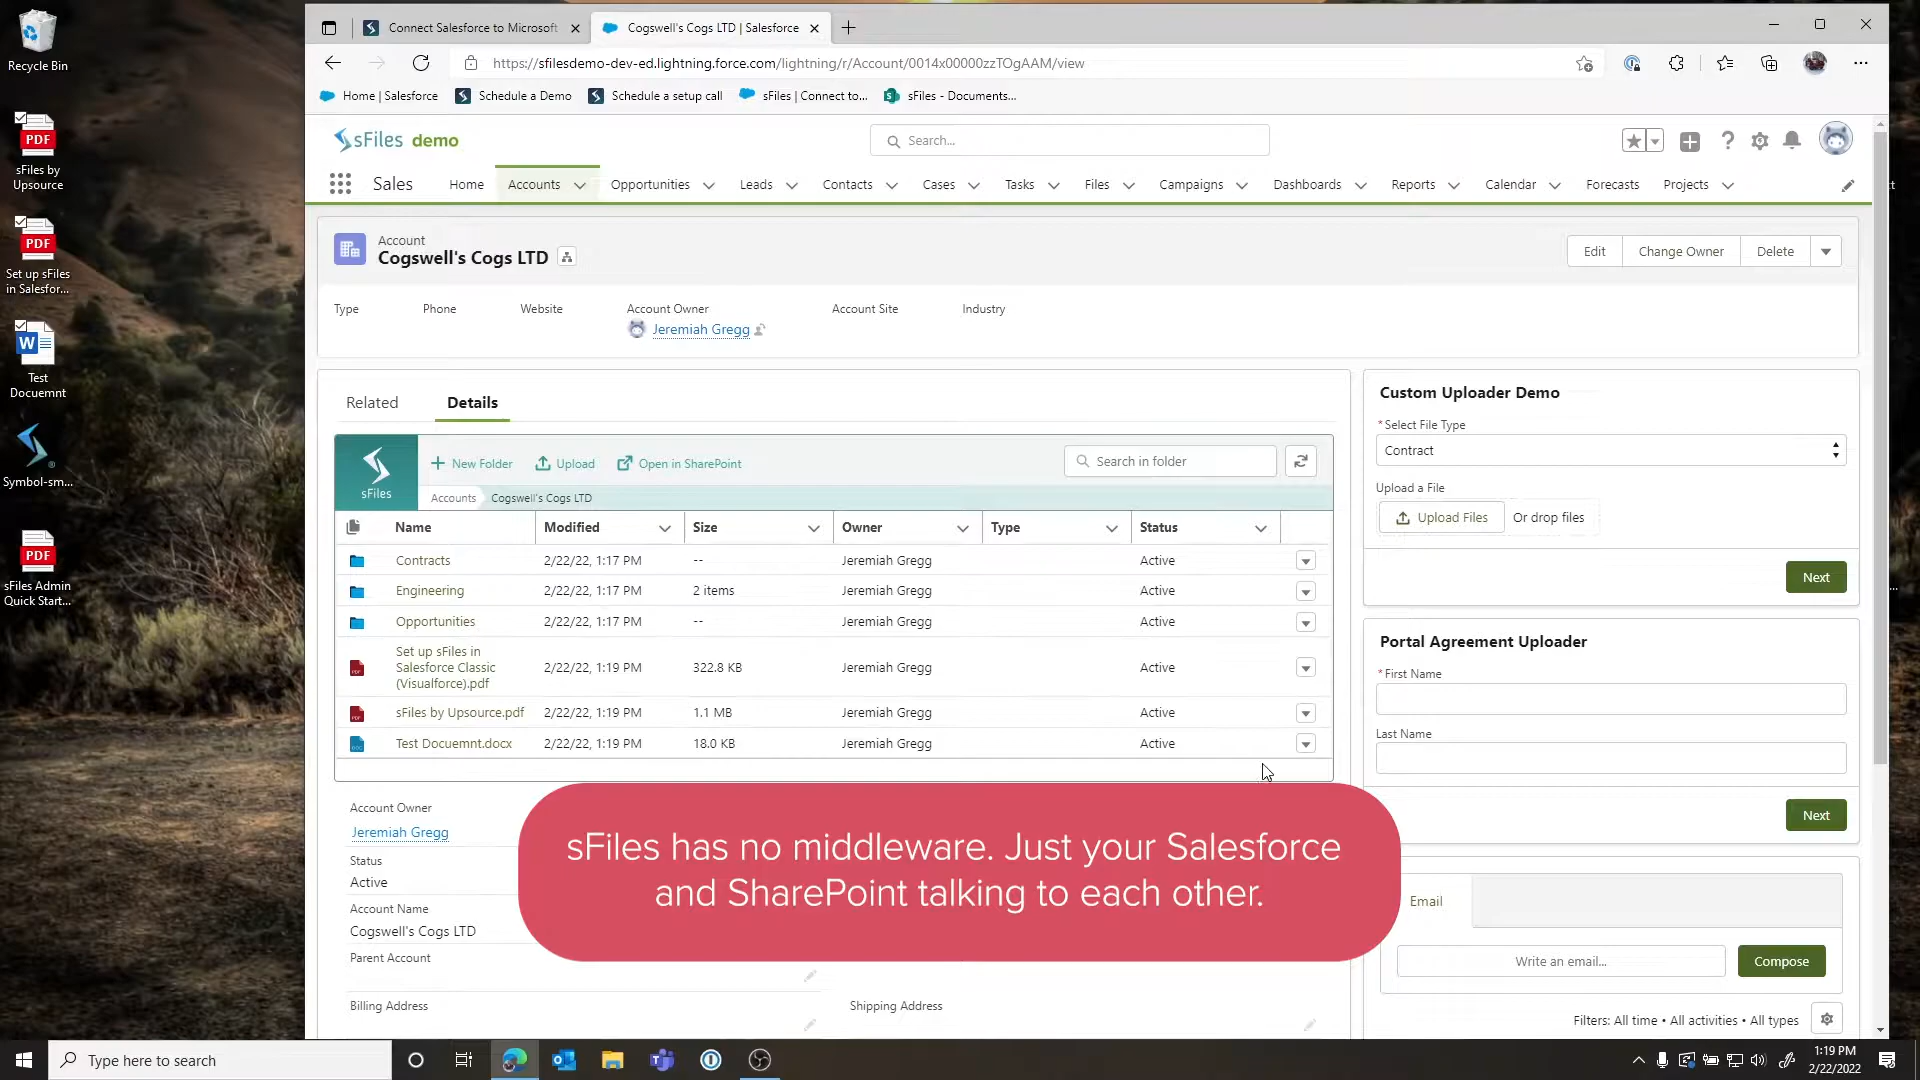 Recycle Bin
PDF
sFiles by
Upsource
PDF
Set up sFiles
in Salesfor...
W
Test
Docuemnt
Symbol-sm...
PDF
sFiles Admin
Quick Start...
Connect Salesforce to Microsoft
Cogswell's Cogs LTD | Salesforce
https://sfilesdemo-dev-ed.lightning.force.com/lightning/r/Account/0014x00000zzTOgAAM/view
Home | Salesforce
Schedule a Demo
Schedule a setup call
sFiles | Connect to...
sFiles - Documents...
sFiles demo
Search...
Sales
Home
Accounts
Opportunities
Leads
Contacts
Cases
Tasks
Files
Campaigns
Dashboards
Reports
Calendar
Forecasts
Projects
Account
Cogswell's Cogs LTD
Edit
Change Owner
Delete
Type
Phone
Website
Account Owner
Jeremiah Gregg
Account Site
Industry
Related
Details
sFiles
New Folder
Upload
Open in SharePoint
Search in folder
Accounts
Cogswell's Cogs LTD
Name Modified Size Owner Type Status
Contracts 2/22/22, 1:17 PM -- Jeremiah Gregg Active
Engineering 2/22/22, 1:17 PM 2 items Jeremiah Gregg Active
Opportunities 2/22/22, 1:17 PM -- Jeremiah Gregg Active
Set up sFiles in
Salesforce Classic
(Visualforce).pdf
2/22/22, 1:19 PM 322.8 KB Jeremiah Gregg Active
sFiles by Upsource.pdf 2/22/22, 1:19 PM 1.1 MB Jeremiah Gregg Active
Test Docuemnt.docx 2/22/22, 1:19 PM 18.0 KB Jeremiah Gregg Active
Account Owner
Jeremiah Gregg
Status
Active
Account Name
Cogswell's Cogs LTD
Parent Account
Billing Address
Shipping Address
sFiles has no middleware. Just your Salesforce
and SharePoint talking to each other.
Custom Uploader Demo
*Select File Type
Contract
Upload a File
Upload Files
Or drop files
Next
Portal Agreement Uploader
*First Name
Last Name
Next
Email
Write an email...
Compose
Filters: All time • All activities • All types
Type here to search
1:19 PM
2/22/2022